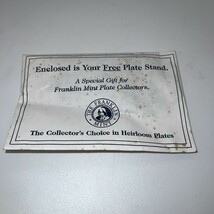 Enclosed is Your Free Plate Stand.
A Special Gift for
Franklin Mint Plate Collectors.
THE FRANKLIN
MINT
The Collector's Choice in Heirloom Plates